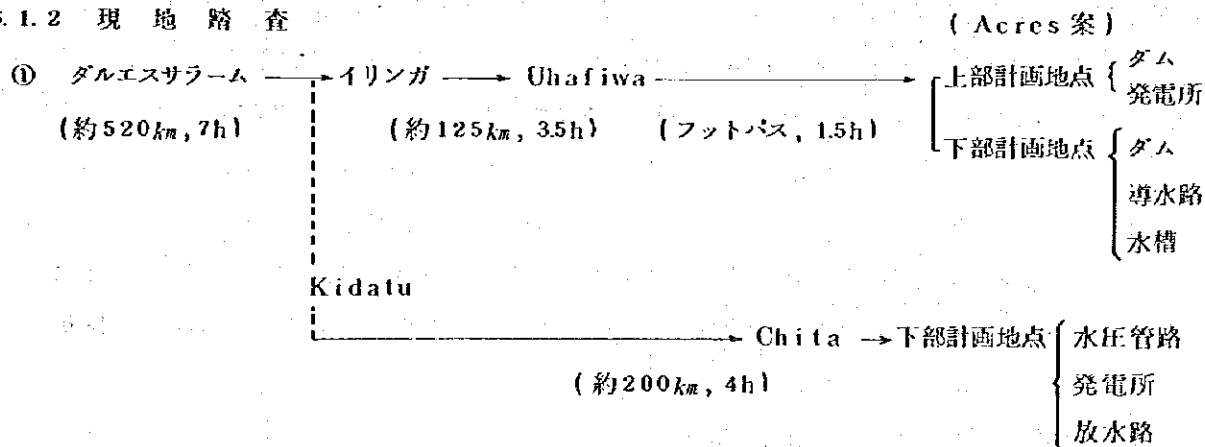 5.1.2 現地踏査
(Acres案)
① ダルエスサラーム → イリンガ → Uhafiwa → 上部計画地点 { ダム
発電所
(約520km, 7h) (約125km, 3.5h) (フットパス, 1.5h)
下部計画地点 { ダム
導水路
水槽
Kidatu
Chita → 下部計画地点 { 水圧管路
(約200km, 4h) 発電所
放水路